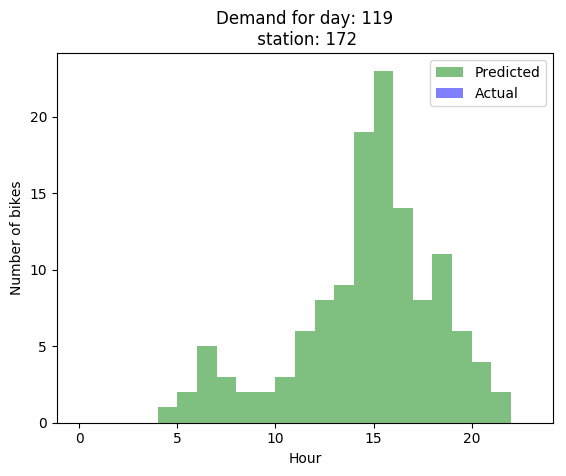 Demand for day: 119
station: 172
Predicted
Actual
Number of bikes
20
15
10
5
0
0 5 10 15 20
Hour